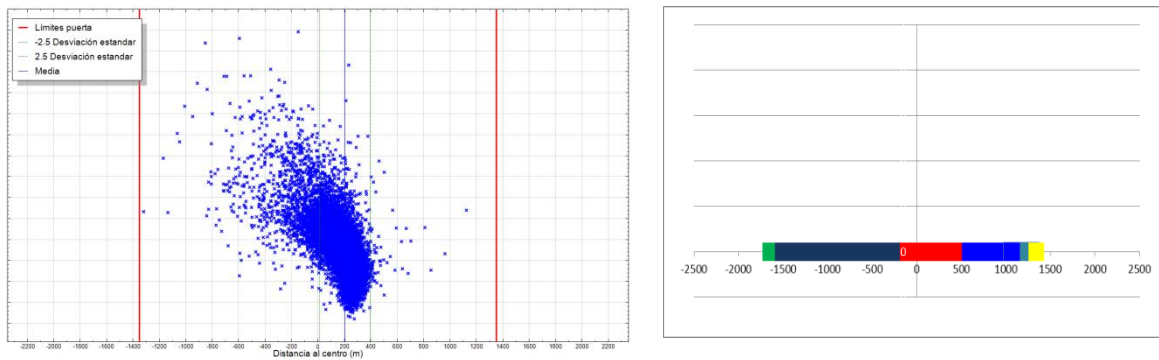 Límites puerta
-2.5 Desviación estandar
2.5 Desviación estandar
Media
-2200 -2000 -1800 -1600 -1400 -1200 -1000 -800 -600 -400 -200 0 200 400 600 800 1000 1200 1400 1600 1800 2000 2200
Distancia al centro (m)
0
-2500 -2000 -1500 -1000 -500 0 500 1000 1500 2000 2500